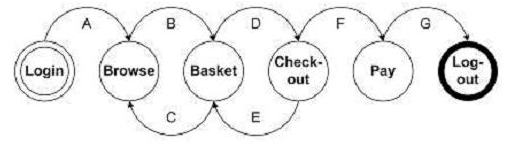 A B D F G
Login Browse Basket Check-
out Pay Log-
out
C E